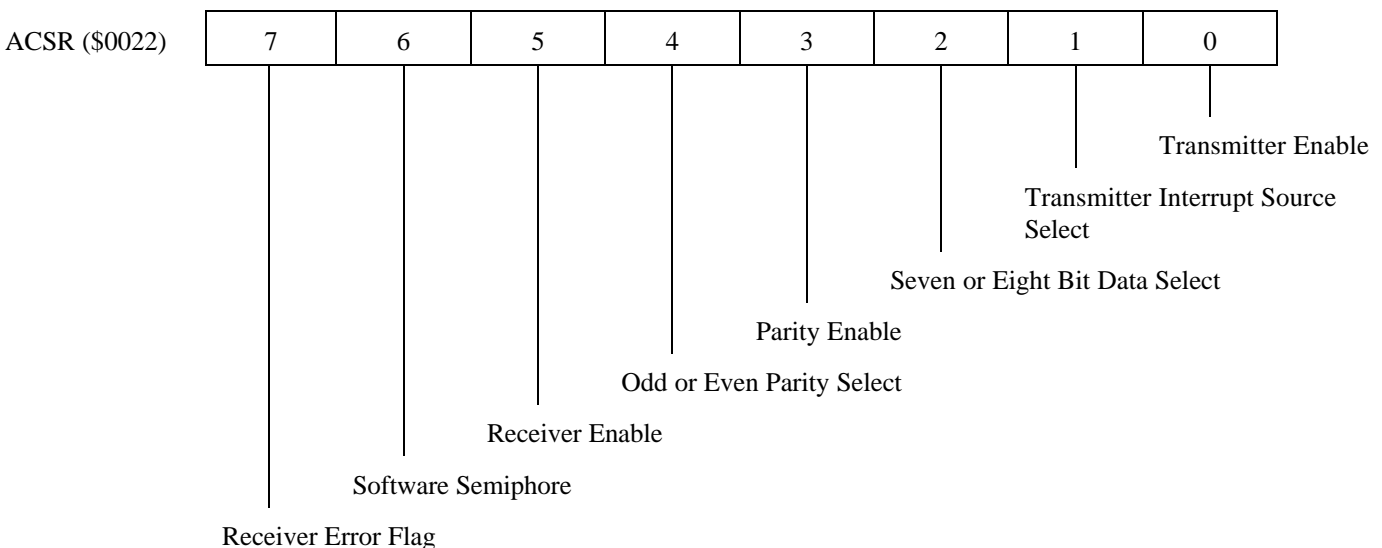 ACSR ($0022) 7 6 5 4 3 2 1 0
Transmitter Enable
Transmitter Interrupt Source
Select
Seven or Eight Bit Data Select
Parity Enable
Odd or Even Parity Select
Receiver Enable
Software Semiphore
Receiver Error Flag